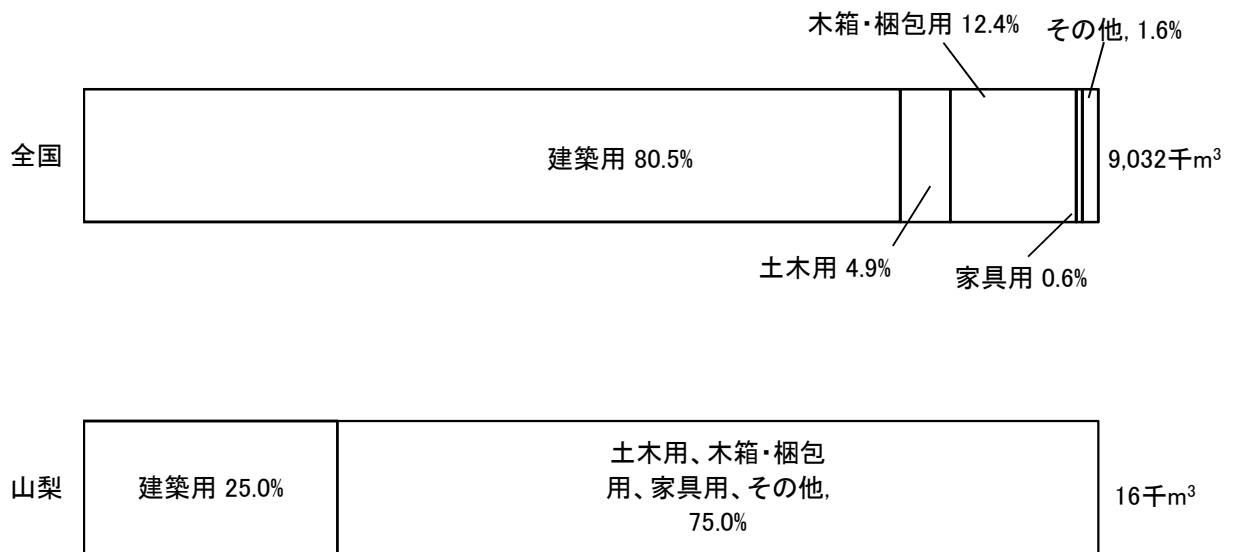 木箱・梱包用 12.4%
その他, 1.6%
全国
建築用 80.5%
9,032千m³
土木用 4.9%
家具用 0.6%
山梨
建築用 25.0%
土木用、木箱・梱包
用、家具用、その他,
75.0%
16千m³